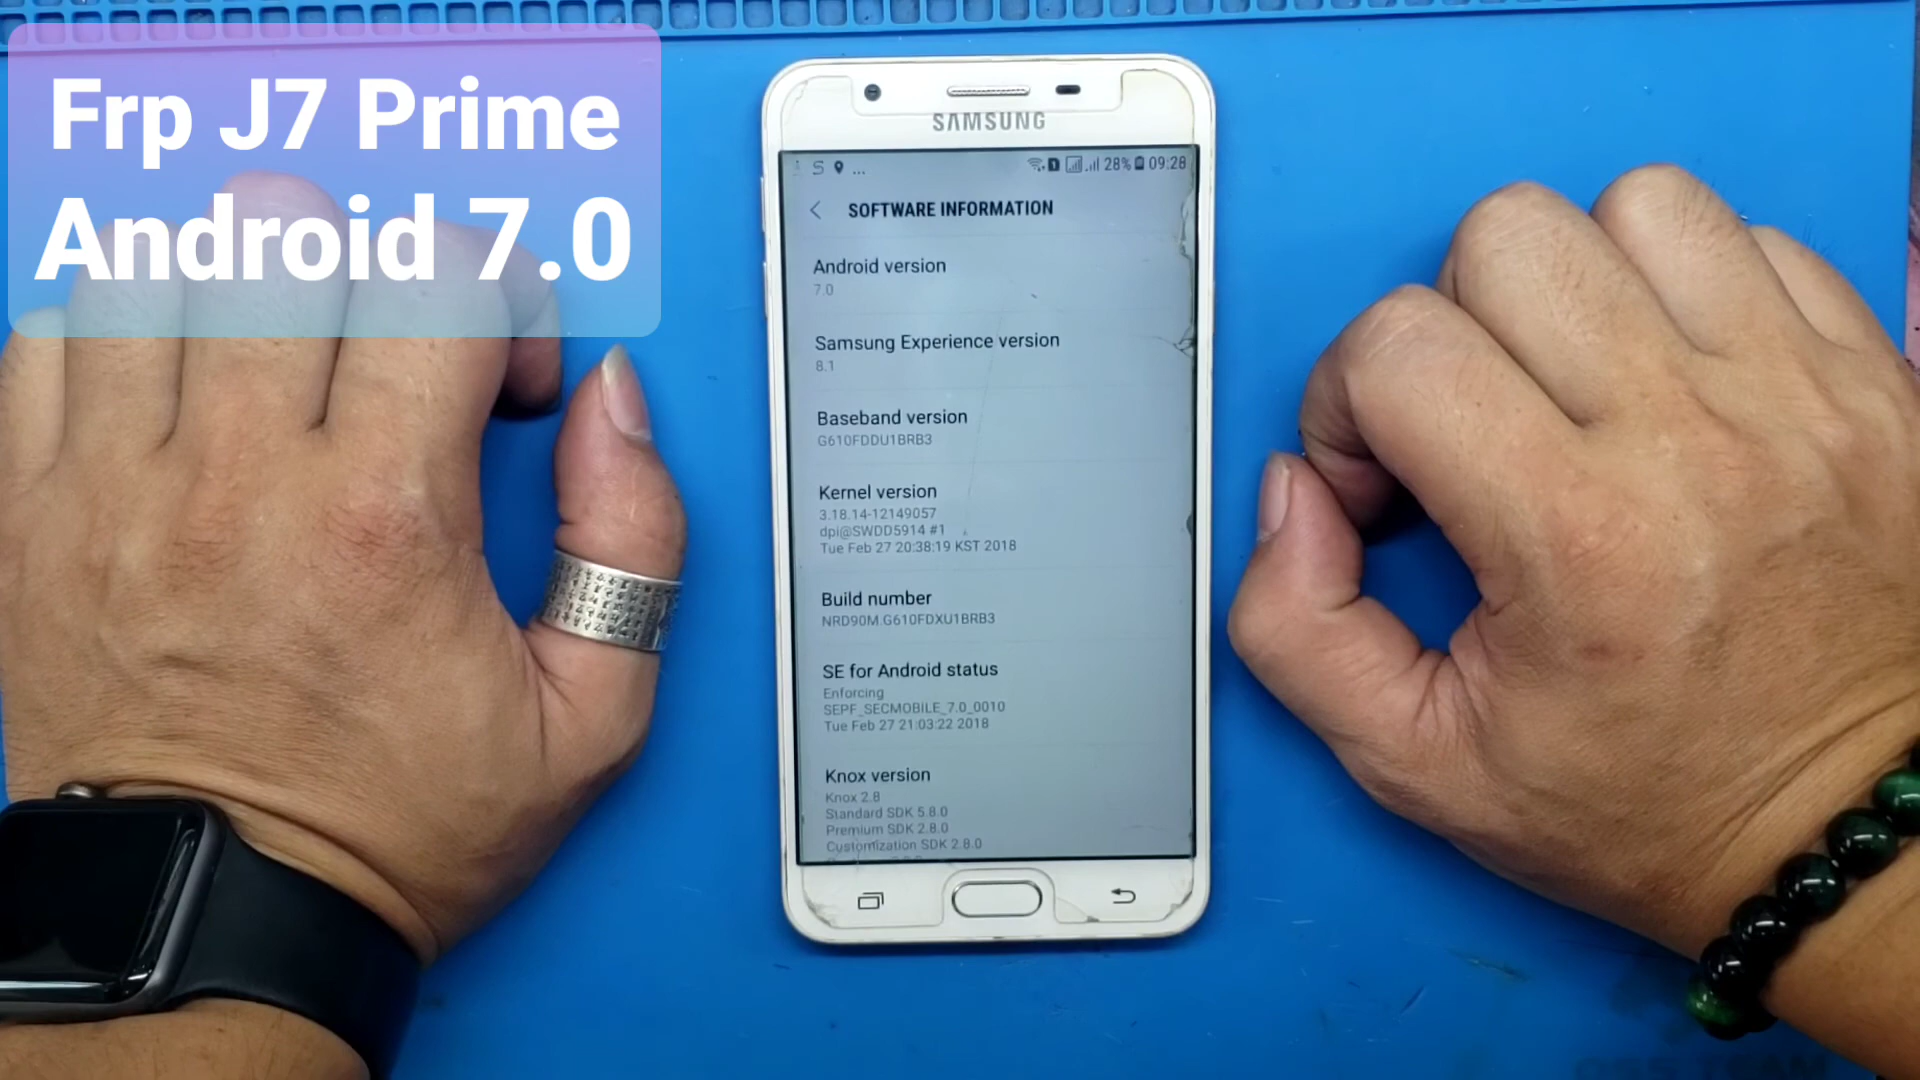 Frp J7 Prime
Android 7.0
SAMSUNG
... 28% 09:28
SOFTWARE INFORMATION
Android version
7.0
Samsung Experience version
8.1
Baseband version
G610FDDU1BRB3
Kernel version
3.18.14-12149057
dpi@SWDD5914 #1
Tue Feb 27 20:38:19 KST 2018
Build number
NRD90M.G610FDXU1BRB3
SE for Android status
Enforcing
SEPF_SECMOBILE_7.0_0010
Tue Feb 27 21:03:22 2018
Knox version
Knox 2.8
Standard SDK 5.8.0
Premium SDK 2.8.0
Customization SDK 2.8.0